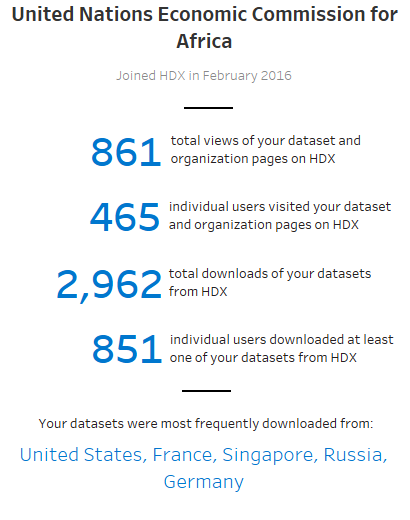 United Nations Economic Commission for
Africa
Joined HDX in February 2016
861 total views of your dataset and
organization pages on HDX
465 individual users visited your dataset
and organization pages on HDX
2,962 total downloads of your datasets
from HDX
851 individual users downloaded at least
one of your datasets from HDX
Your datasets were most frequently downloaded from:
United States, France, Singapore, Russia,
Germany